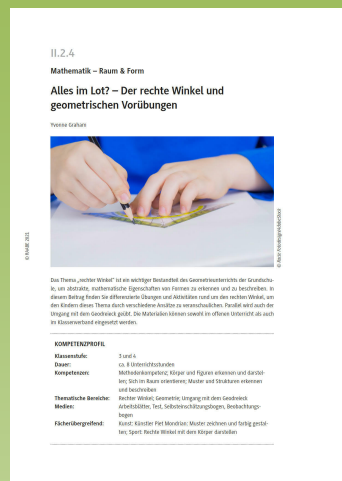 II.2.4
Mathematik – Raum & Form
Alles im Lot? – Der rechte Winkel und
geometrischen Vorübungen
Yvonne Graham
© RAABE 2021
Das Thema „rechter Winkel“ ist ein wichtiger Bestandteil des Geometrieunterrichts der Grundschu-
le, um abstrakte, mathematische Eigenschaften von Formen zu erkennen und zu beschreiben. In
diesem Beitrag finden Sie differenzierte Übungen und Aktivitäten rund um den rechten Winkel, um
den Kindern dieses Thema durch verschiedene Ansätze zu veranschaulichen. Parallel wird auch der
Umgang mit dem Geodreieck geübt. Die Materialien können sowohl im offenen Unterricht als auch
im Klassenverband eingesetzt werden.
KOMPETENZPROFIL
Klassenstufe: 3 und 4
Dauer: ca. 8 Unterrichtsstunden
Kompetenzen: Methodenkompetenz; Körper und Figuren erkennen und darstel-
len; Sich im Raum orientieren; Muster und Strukturen erkennen
und beschreiben
Thematische Bereiche: Rechter Winkel; Geometrie; Umgang mit dem Geodreieck
Medien: Arbeitsblätter, Test, Selbsteinschätzungsbogen, Beobachtungs-
bogen
Fächerübergreifend: Kunst: Künstler Piet Mondrian: Muster zeichnen und farbig gestal-
ten; Sport: Rechte Winkel mit dem Körper darstellen